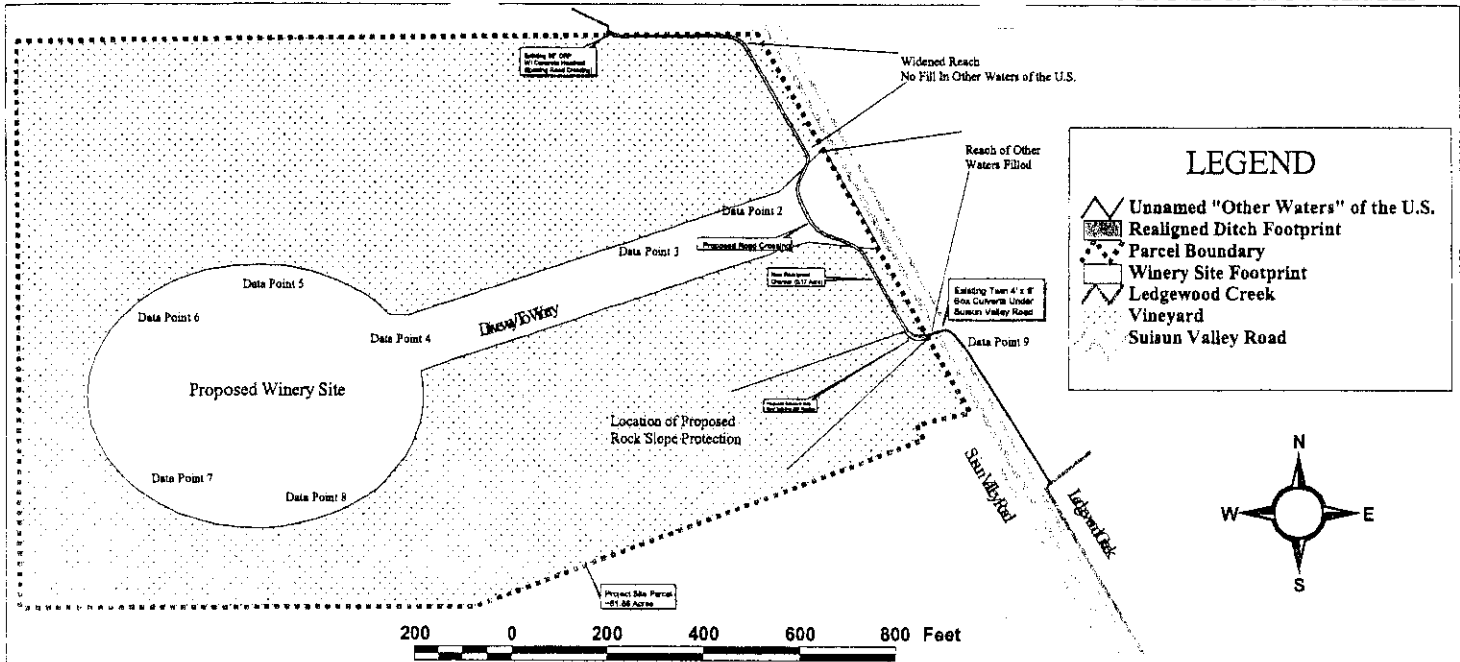 Widened Reach
No Fill In Other Waters of the U.S.
Reach of Other
Waters Filled
LEGEND
Unnamed "Other Waters" of the U.S.
Realigned Ditch Footprint
Parcel Boundary
Winery Site Footprint
Ledgewood Creek
Vineyard
Suisun Valley Road
Data Point 2
Data Point 3
Proposed Road Crossing
Data Point 5
Data Point 6
Data Point 4
Driveway To Winery
Existing Twin 4' x 8'
Box Culverts Under
Suisun Valley Road
Data Point 9
Proposed Winery Site
Location of Proposed
Rock Slope Protection
Data Point 7
Data Point 8
Suisun Valley Road
Ledgewood Creek
Project Site Parcel
Acres
N
W E
S
200 0 200 400 600 800 Feet